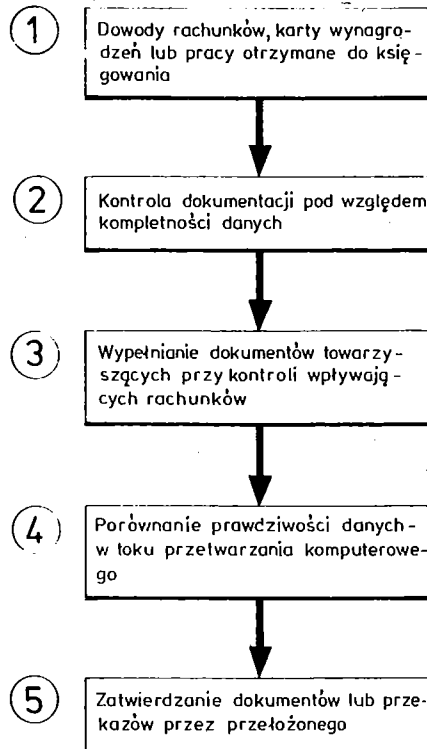 1
Dowody rachunków, karty wynagro-
dzeń lub pracy otrzymane do księ-
gowania
2
Kontrola dokumentacji pod względem
kompletności danych
3
Wypełnianie dokumentów towarzy-
szących przy kontroli wpływają-
cych rachunków
4
Porównanie prawdziwości danych-
w toku przetwarzania komputerowe-
go
5
Zatwierdzanie dokumentów lub prze-
kazów przez przełożonego